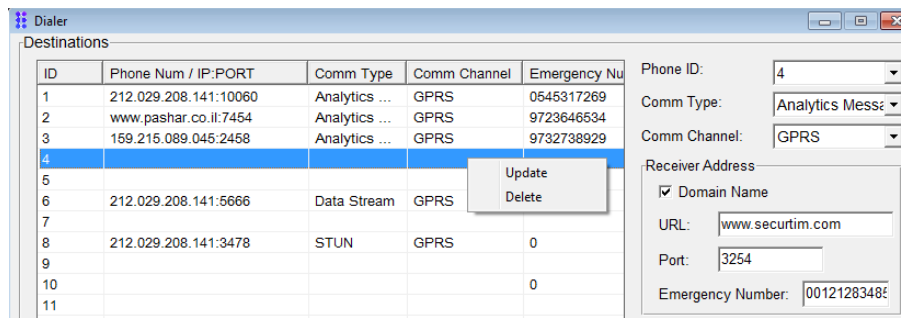 Dialer
Destinations
ID Phone Num / IP:PORT Comm Type Comm Channel Emergency Nu
1 212.029.208.141:10060 Analytics ... GPRS 0545317269
2 www.pashar.co.il:7454 Analytics ... GPRS 9723646534
3 159.215.089.045:2458 Analytics ... GPRS 9732738929
4
5
6 212.029.208.141:5666 Data Stream GPRS
7
8 212.029.208.141:3478 STUN GPRS 0
9
10 0
11
Update
Delete
Phone ID: 4
Comm Type: Analytics Messa
Comm Channel: GPRS
Receiver Address
Domain Name
URL: www.securtim.com
Port: 3254
Emergency Number: 00121283485